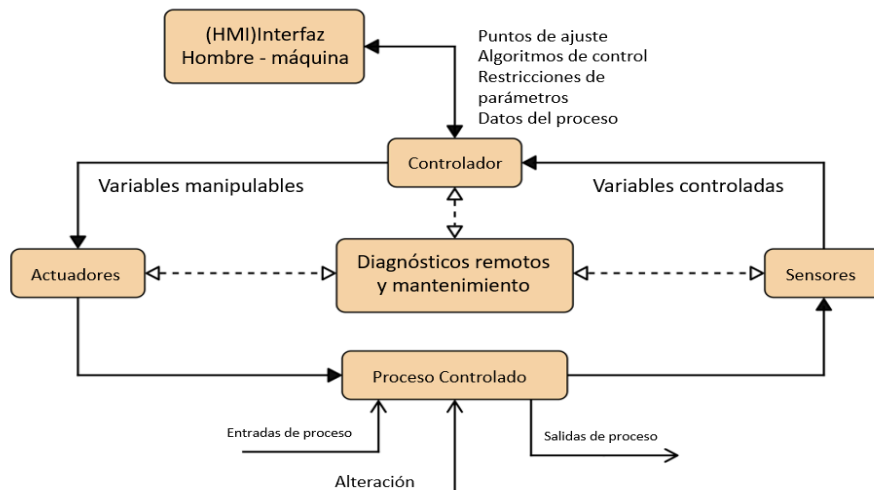 (HMI)Interfaz
Hombre - máquina
Puntos de ajuste
Algoritmos de control
Restricciones de
parámetros
Datos del proceso
Controlador
Variables manipulables
Variables controladas
Actuadores
Diagnósticos remotos
y mantenimiento
Sensores
Proceso Controlado
Entradas de proceso
Salidas de proceso
Alteración